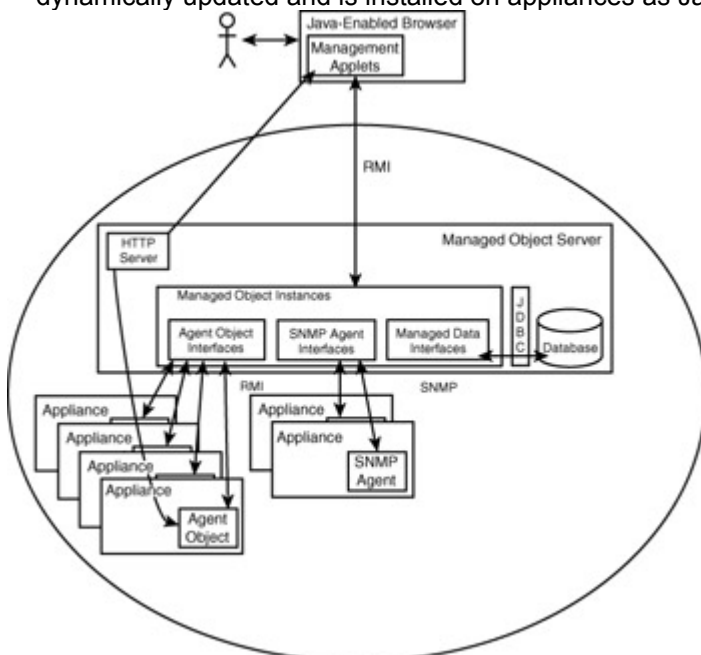 dynamically updated and is installed on appliances as
Java-Enabled Browser
Management
Applets
RMI
HTTP
Server
Managed Object Server
Managed Object Instances
Agent Object
Interfaces
SNMP Agent
Interfaces
Managed Data
Interfaces
J
D
B
C
Database
RMI
SNMP
Appliance
Appliance
Appliance
Appliance
Agent
Object
Appliance
Appliance
SNMP
Agent